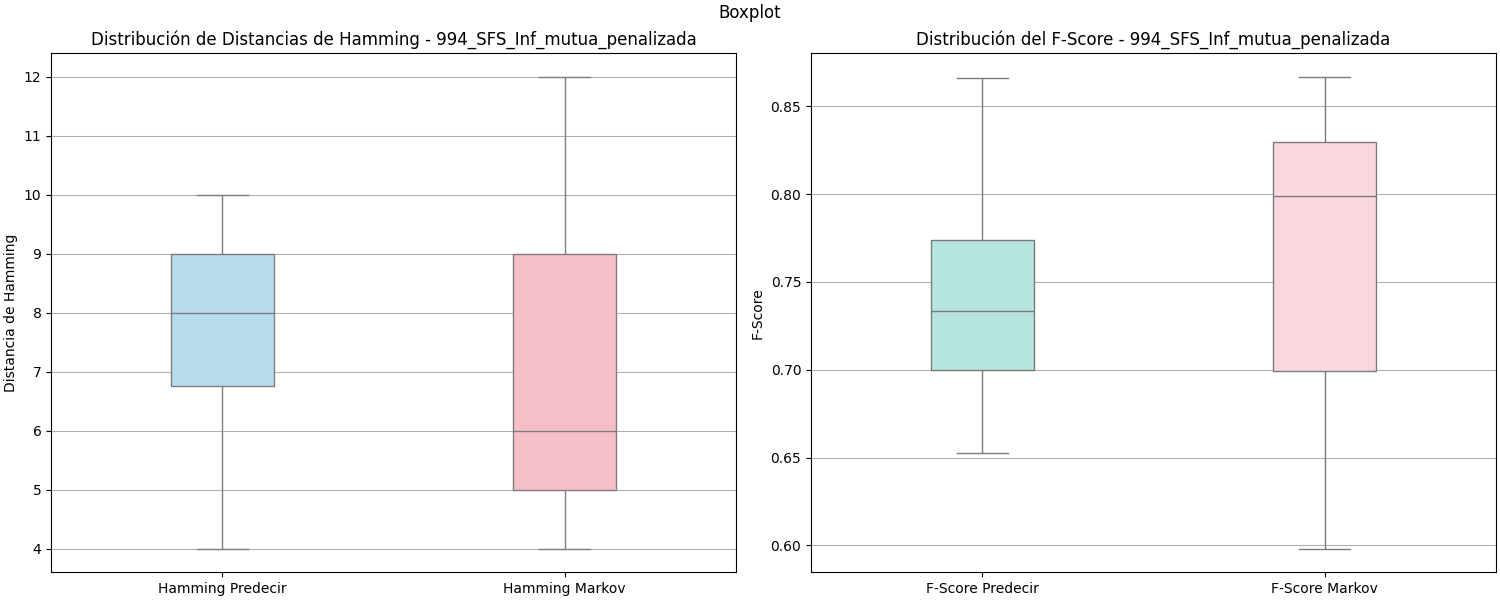 Boxplot
Distribución de Distancias de Hamming - 994_SFS_Inf_mutua_penalizada
Distancia de Hamming
12
11
10
9
8
7
6
5
4
Hamming Predecir
Hamming Markov
Distribución del F-Score - 994_SFS_Inf_mutua_penalizada
F-Score
0.85
0.80
0.75
0.70
0.65
0.60
F-Score Predecir
F-Score Markov